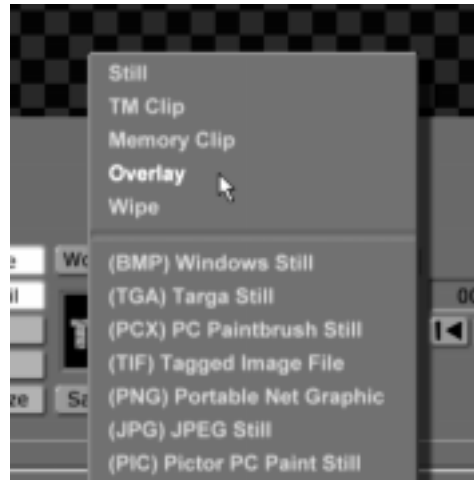 Still
TM Clip
Memory Clip
Overlay
Wipe
(BMP) Windows Still
(TGA) Targa Still
(PCX) PC Paintbrush Still
(TIF) Tagged Image File
(PNG) Portable Net Graphic
(JPG) JPEG Still
(PIC) Pictor PC Paint Still